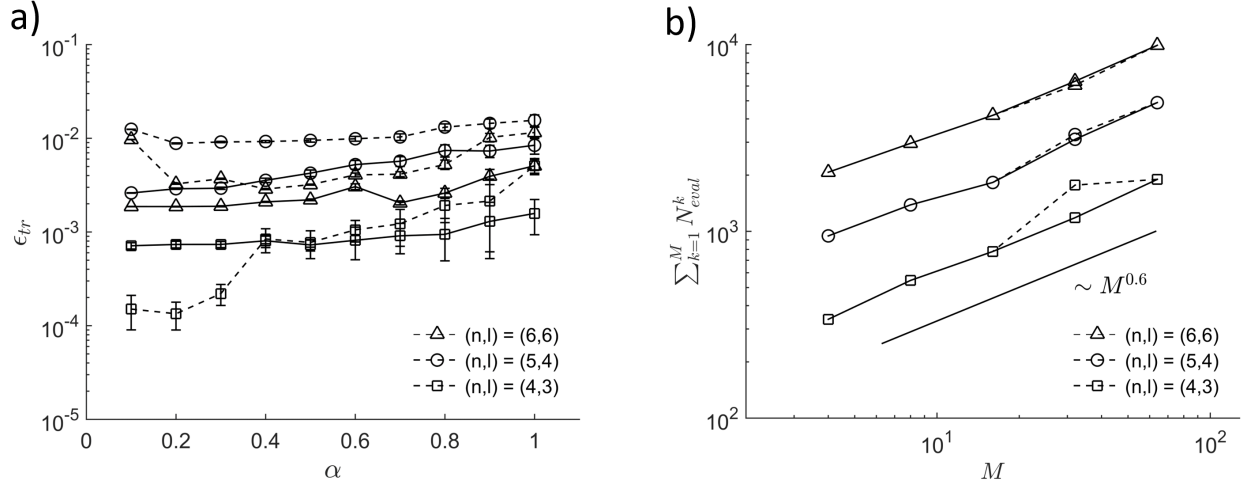 a)
10^{-1}
10^{-2}
10^{-3}
10^{-4}
10^{-5}
ϵ_{tr}
0 0.2 0.4 0.6 0.8 1
α
(n,l) = (6,6)
(n,l) = (5,4)
(n,l) = (4,3)
b)
10^4
10^3
10^2
∑_{k=1}^{M} N_{eval}^{k}
10^1 10^2
M
∼ M^{0.6}
(n,l) = (6,6)
(n,l) = (5,4)
(n,l) = (4,3)